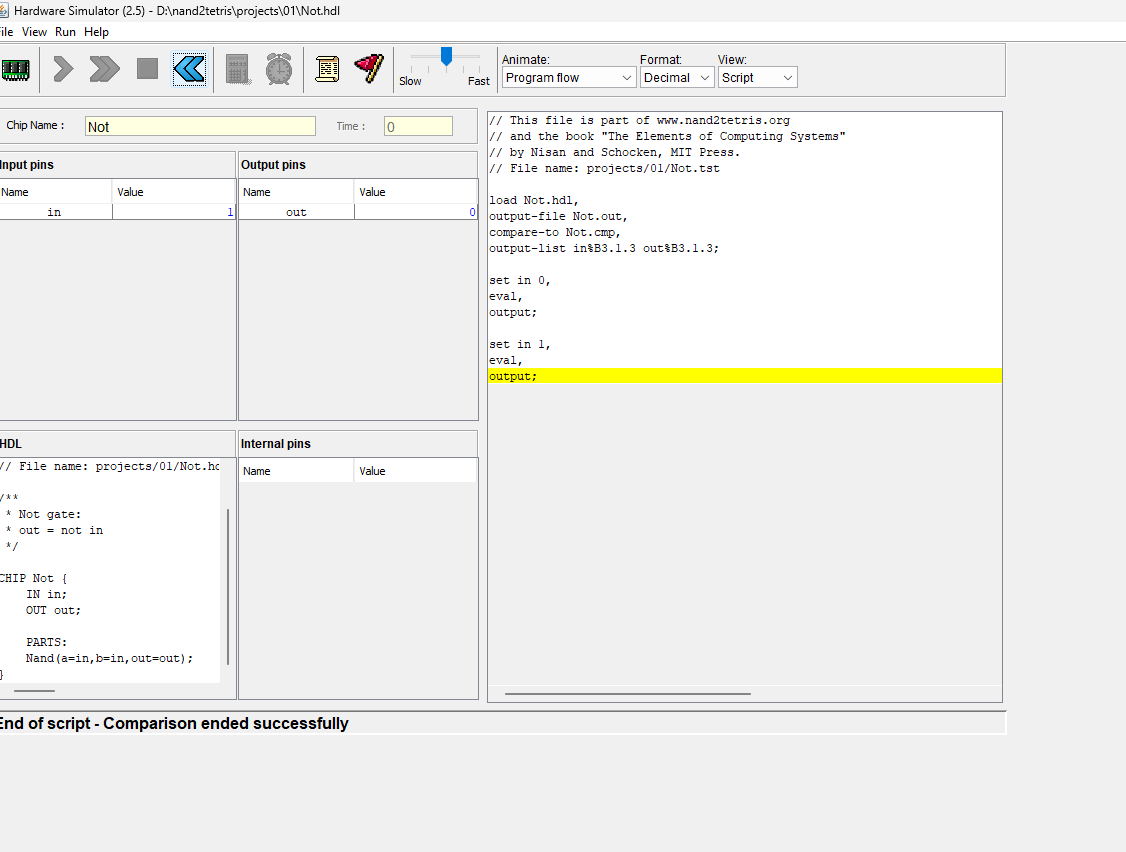 Hardware Simulator (2.5) - D:\nand2tetris\projects\01\Not.hdl
ile View Run Help
Slow Fast
Animate: Format: View:
Program flow Decimal Script
Chip Name : Not Time : 0
Input pins
Name Value
in 1
Output pins
Name Value
out 0
HDL
// File name: projects/01/Not.hd
/**
* Not gate:
* out = not in
*/
CHIP Not {
IN in;
OUT out;
PARTS:
Nand(a=in,b=in,out=out);
}
Internal pins
Name Value
// This file is part of www.nand2tetris.org
// and the book "The Elements of Computing Systems"
// by Nisan and Schocken, MIT Press.
// File name: projects/01/Not.tst
load Not.hdl,
output-file Not.out,
compare-to Not.cmp,
output-list in%B3.1.3 out%B3.1.3;
set in 0,
eval,
output;
set in 1,
eval,
output;
End of script - Comparison ended successfully